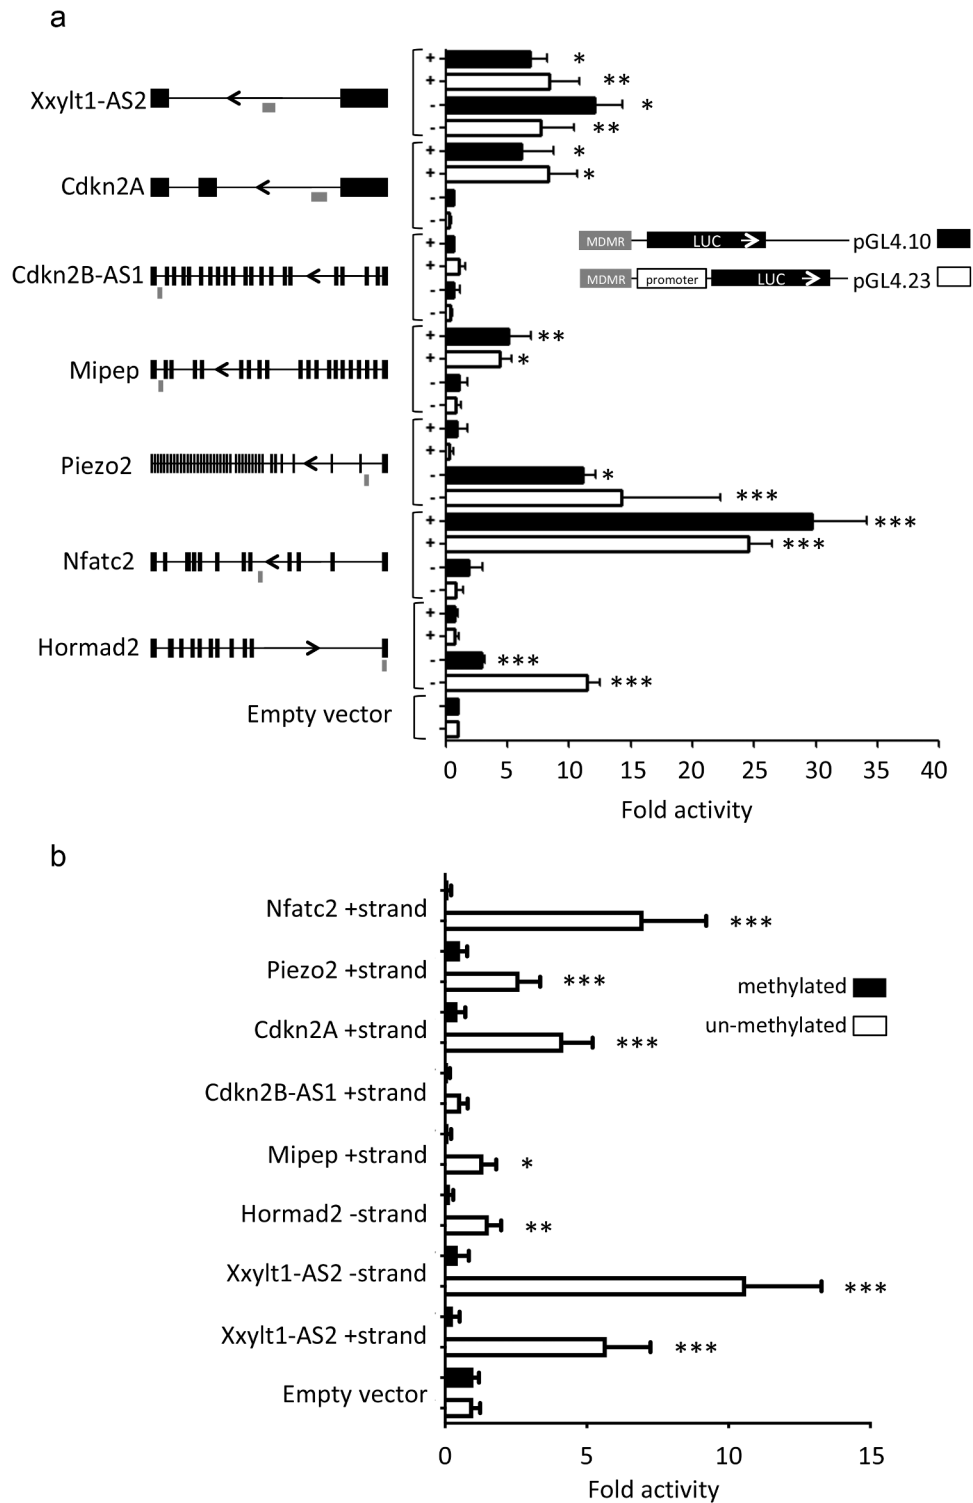 a
Xxylt1-AS2
+ *
+ **
- *
- **
Cdkn2A
+ *
+ *
-
-
MDMR LUC pGL4.10
MDMR promoter LUC pGL4.23
Cdkn2B-AS1
+
+
-
-
Mipep
+ **
+ *
-
-
Piezo2
+
+
- *
- ***
Nfatc2
+ ***
+ ***
-
-
Hormad2
+
+
- ***
- ***
Empty vector
0 5 10 15 20 25 30 35 40
Fold activity
b
Nfatc2 +strand ***
Piezo2 +strand ***
methylated
un-methylated
Cdkn2A +strand ***
Cdkn2B-AS1 +strand
Mipep +strand *
Hormad2 -strand **
Xxylt1-AS2 -strand ***
Xxylt1-AS2 +strand ***
Empty vector
0 5 10 15
Fold activity